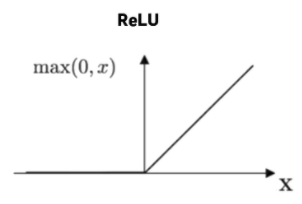 ReLU
max(0, x)
x